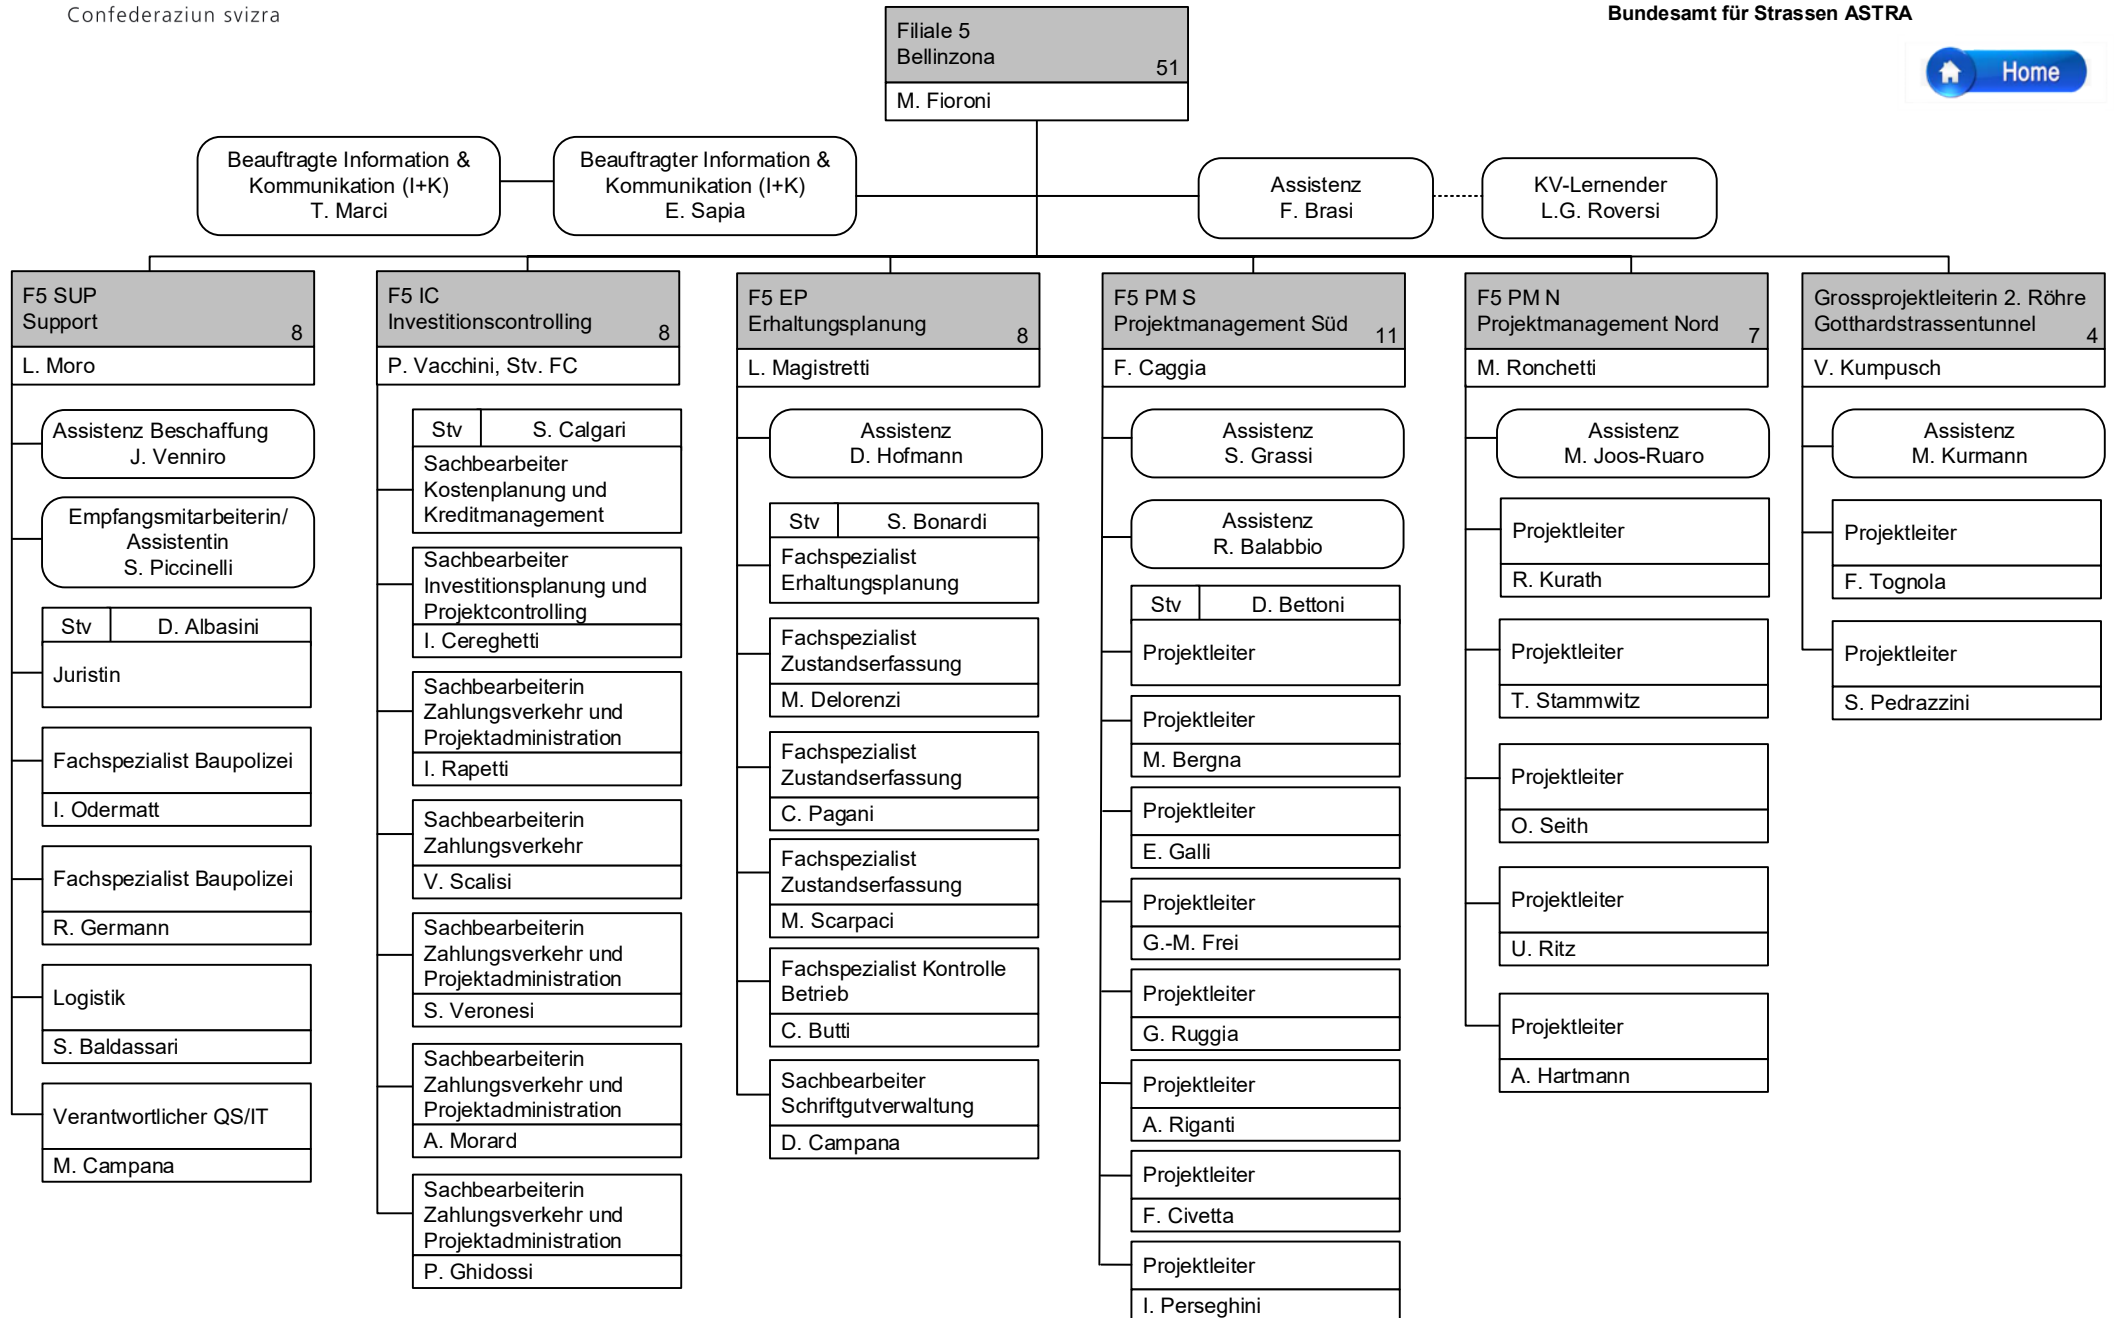 Confederaziun svizra
Bundesamt für Strassen ASTRA
Home
Filiale 5
Bellinzona
51
M. Fioroni
Beauftragte Information &
Kommunikation (I+K)
T. Marci
Beauftragter Information &
Kommunikation (I+K)
E. Sapia
Assistenz
F. Brasi
KV-Lernender
L.G. Roversi
F5 SUP
Support
8
L. Moro
Assistenz Beschaffung
J. Venniro
Empfangsmitarbeiterin/
Assistentin
S. Piccinelli
Stv D. Albasini
Juristin
Fachspezialist Baupolizei
I. Odermatt
Fachspezialist Baupolizei
R. Germann
Logistik
S. Baldassari
Verantwortlicher QS/IT
M. Campana
F5 IC
Investitionscontrolling
8
P. Vacchini, Stv. FC
Stv S. Calgari
Sachbearbeiter
Kostenplanung und
Kreditmanagement
Sachbearbeiter
Investitionsplanung und
Projektcontrolling
I. Cereghetti
Sachbearbeiterin
Zahlungsverkehr und
Projektadministration
I. Rapetti
Sachbearbeiterin
Zahlungsverkehr
V. Scalisi
Sachbearbeiterin
Zahlungsverkehr und
Projektadministration
S. Veronesi
Sachbearbeiterin
Zahlungsverkehr und
Projektadministration
A. Morard
Sachbearbeiterin
Zahlungsverkehr und
Projektadministration
P. Ghidossi
F5 EP
Erhaltungsplanung
8
L. Magistretti
Assistenz
D. Hofmann
Stv S. Bonardi
Fachspezialist
Erhaltungsplanung
Fachspezialist
Zustandserfassung
M. Delorenzi
Fachspezialist
Zustandserfassung
C. Pagani
Fachspezialist
Zustandserfassung
M. Scarpaci
Fachspezialist Kontrolle
Betrieb
C. Butti
Sachbearbeiter
Schriftgutverwaltung
D. Campana
F5 PM S
Projektmanagement Süd
11
F. Caggia
Assistenz
S. Grassi
Assistenz
R. Balabbio
Stv D. Bettoni
Projektleiter
Projektleiter
M. Bergna
Projektleiter
E. Galli
Projektleiter
G.-M. Frei
Projektleiter
G. Ruggia
Projektleiter
A. Riganti
Projektleiter
F. Civetta
Projektleiter
I. Perseghini
F5 PM N
Projektmanagement Nord
7
M. Ronchetti
Assistenz
M. Joos-Ruaro
Projektleiter
R. Kurath
Projektleiter
T. Stammwitz
Projektleiter
O. Seith
Projektleiter
U. Ritz
Projektleiter
A. Hartmann
Grossprojektleiterin 2. Röhre
Gotthardstrassentunnel
4
V. Kumpusch
Assistenz
M. Kurmann
Projektleiter
F. Tognola
Projektleiter
S. Pedrazzini